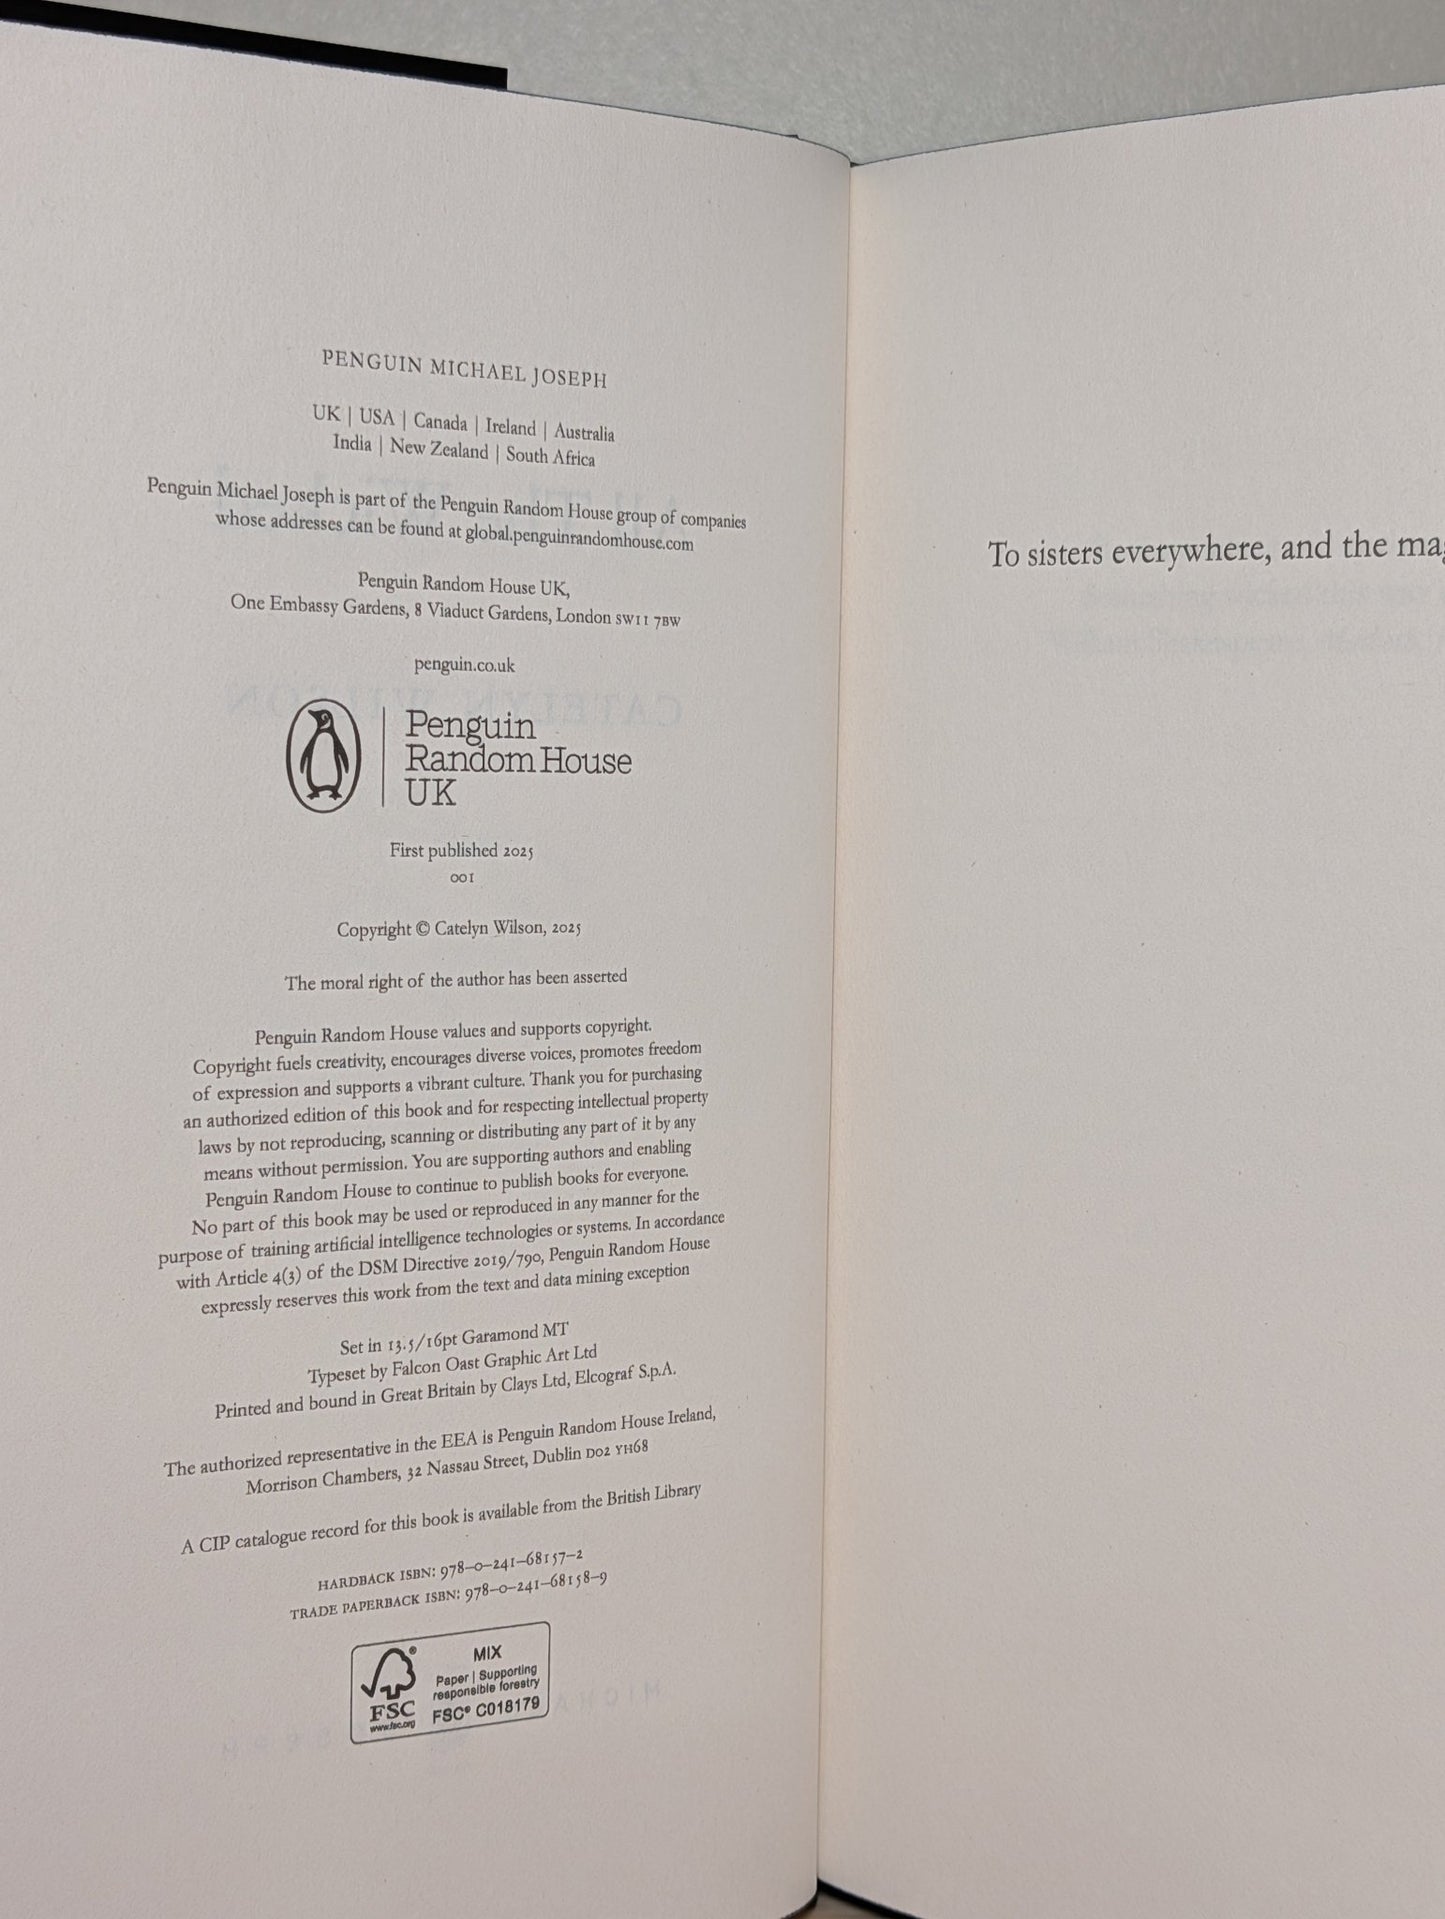 PENGUIN MICHAEL JOSEPH
UK | USA | Canada | Ireland | Australia
India | New Zealand | South Africa
Penguin Michael Joseph is part of the Penguin Random House group of companies
whose addresses can be found at global.penguinrandomhouse.com
Penguin Random House UK,
One Embassy Gardens, 8 Viaduct Gardens, London SW11 7BW
penguin.co.uk
Penguin
Random House
UK
First published 2025
001
Copyright © Catelyn Wilson, 2025
The moral right of the author has been asserted
Penguin Random House values and supports copyright.
Copyright fuels creativity, encourages diverse voices, promotes freedom
of expression and supports a vibrant culture. Thank you for purchasing
an authorized edition of this book and for respecting intellectual property
laws by not reproducing, scanning or distributing any part of it by any
means without permission. You are supporting authors and enabling
Penguin Random House to continue to publish books for everyone.
No part of this book may be used or reproduced in any manner for the
purpose of training artificial intelligence technologies or systems. In accordance
with Article 4(3) of the DSM Directive 2019/790, Penguin Random House
expressly reserves this work from the text and data mining exception
Set in 13.5/16pt Garamond MT
Typeset by Falcon Oast Graphic Art Ltd
Printed and bound in Great Britain by Clays Ltd, Elcograf S.p.A.
The authorized representative in the EEA is Penguin Random House Ireland,
Morrison Chambers, 32 Nassau Street, Dublin D02 YH68
A CIP catalogue record for this book is available from the British Library
HARDBACK ISBN: 978-0-241-68157-2
TRADE PAPERBACK ISBN: 978-0-241-68158-9
MIX
Paper | Supporting
responsible forestry
FSC® C018179
FSC
www.fsc.org
To sisters everywhere, and the